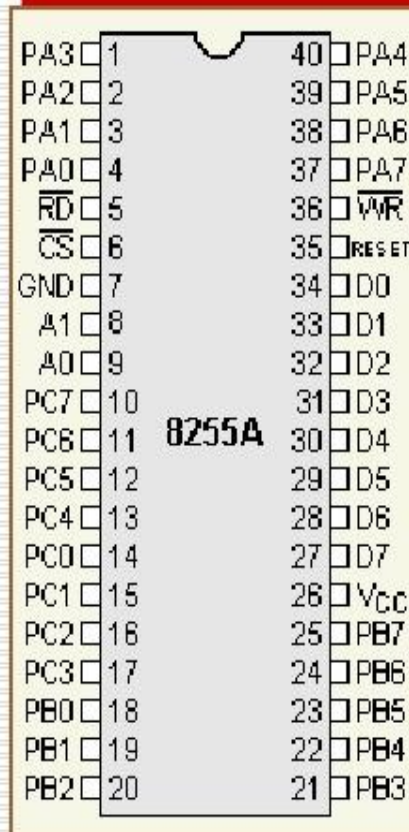 PA3 1 40 PA4
PA2 2 39 PA5
PA1 3 38 PA6
PA0 4 37 PA7
RD 5 36 WR
CS 6 35 RESET
GND 7 34 D0
A1 8 33 D1
A0 9 32 D2
PC7 10 31 D3
PC6 11 8255A 30 D4
PC5 12 29 D5
PC4 13 28 D6
PC0 14 27 D7
PC1 15 26 VCC
PC2 16 25 PB7
PC3 17 24 PB6
PB0 18 23 PB5
PB1 19 22 PB4
PB2 20 21 PB3